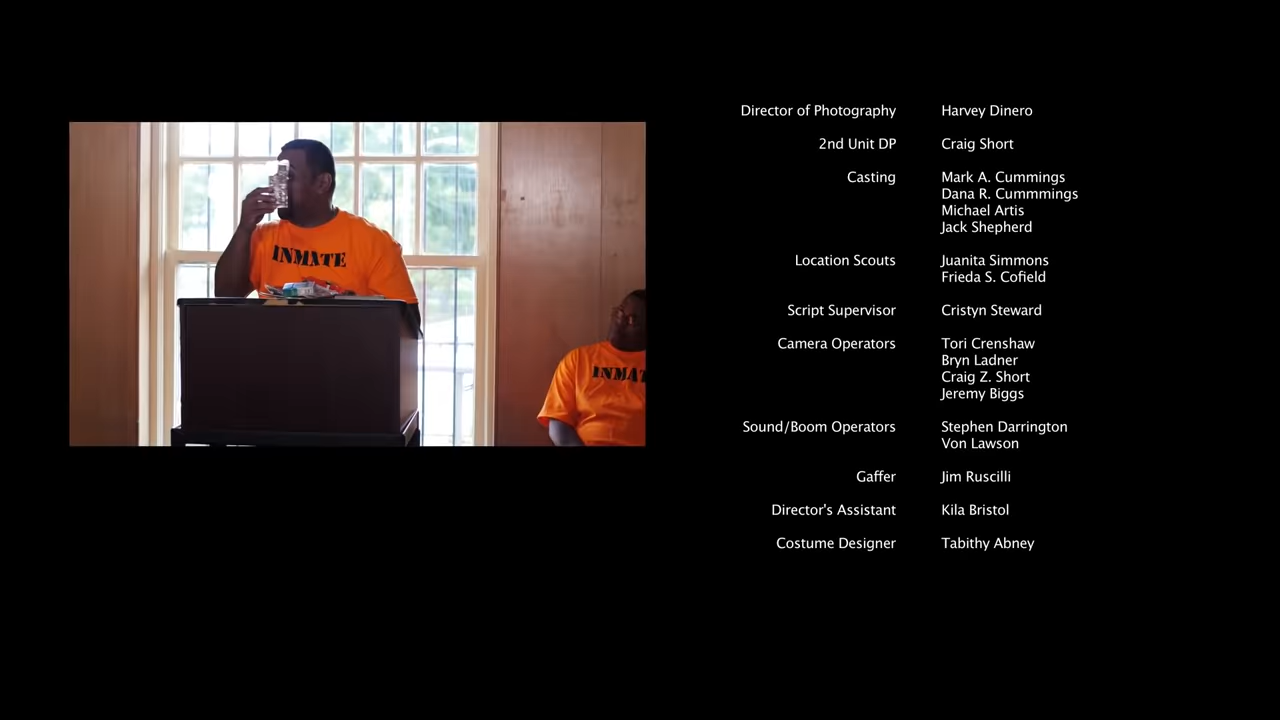 INMATE
INMAT
Director of Photography Harvey Dinero
2nd Unit DP Craig Short
Casting Mark A. Cummings
Dana R. Cummmings
Michael Artis
Jack Shepherd
Location Scouts Juanita Simmons
Frieda S. Cofield
Script Supervisor Cristyn Steward
Camera Operators Tori Crenshaw
Bryn Ladner
Craig Z. Short
Jeremy Biggs
Sound/Boom Operators Stephen Darrington
Von Lawson
Gaffer Jim Ruscilli
Director's Assistant Kila Bristol
Costume Designer Tabithy Abney